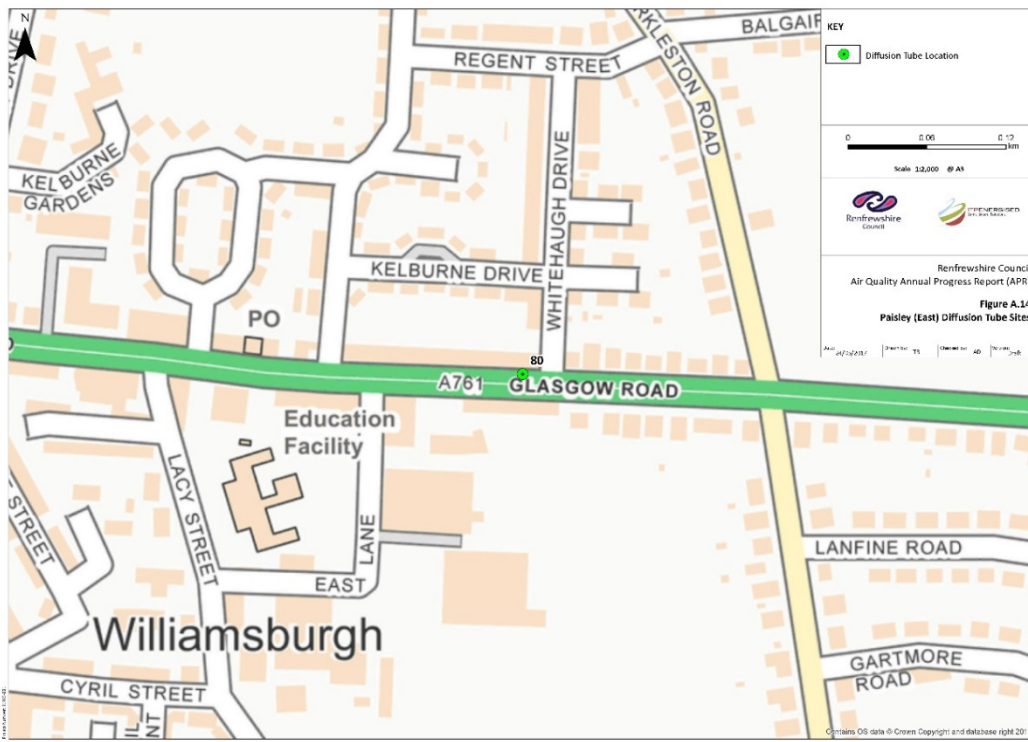 N
KEY
Diffusion Tube Location
0 0.06 0.12
km
Scale 1:2,000 @ A3
Renfrewshire
Council
Renfrewshire Council
Air Quality Annual Progress Report (APR)
Figure A.14
Paisley (East) Diffusion Tube Sites
BALGAIR
REGENT STREET
RKLESTON ROAD
DRIVE
KELBURNE
GARDENS
WHITEHAUGH DRIVE
KELBURNE DRIVE
PO
80
A761 GLASGOW ROAD
Education
Facility
LACY STREET
STREET
EAST
LANE
LANFINE ROAD
Williamsburgh
GARTMORE
ROAD
CYRIL STREET
NT
Contains OS data © Crown Copyright and database right 201